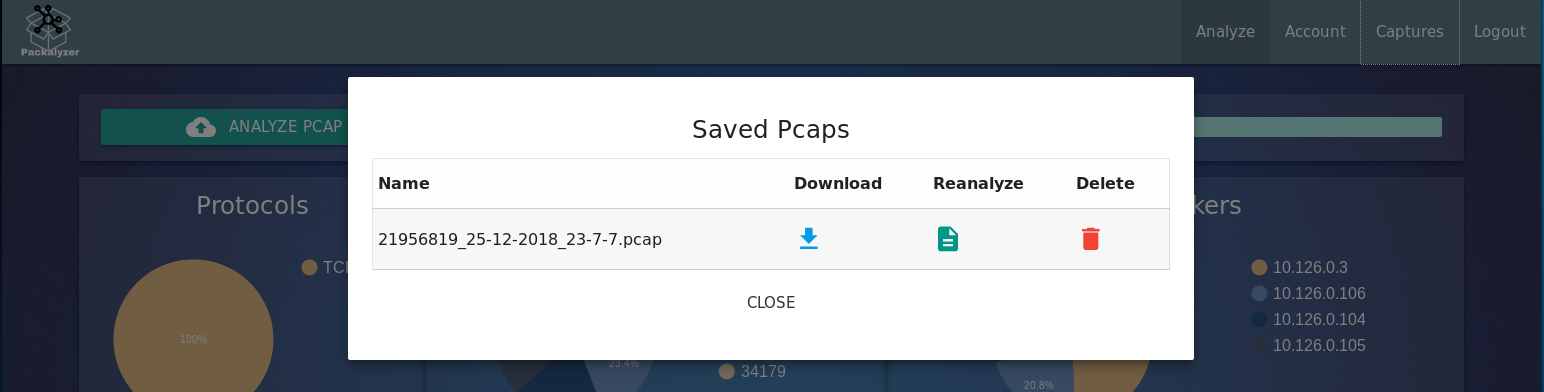 Packalyzer
Analyze Account Captures Logout
ANALYZE PCAP
Saved Pcaps
Name Download Reanalyze Delete
21956819_25-12-2018_23-7-7.pcap
CLOSE
Protocols
100%
23.4%
34179
10.126.0.3
10.126.0.106
10.126.0.104
10.126.0.105
20.8%